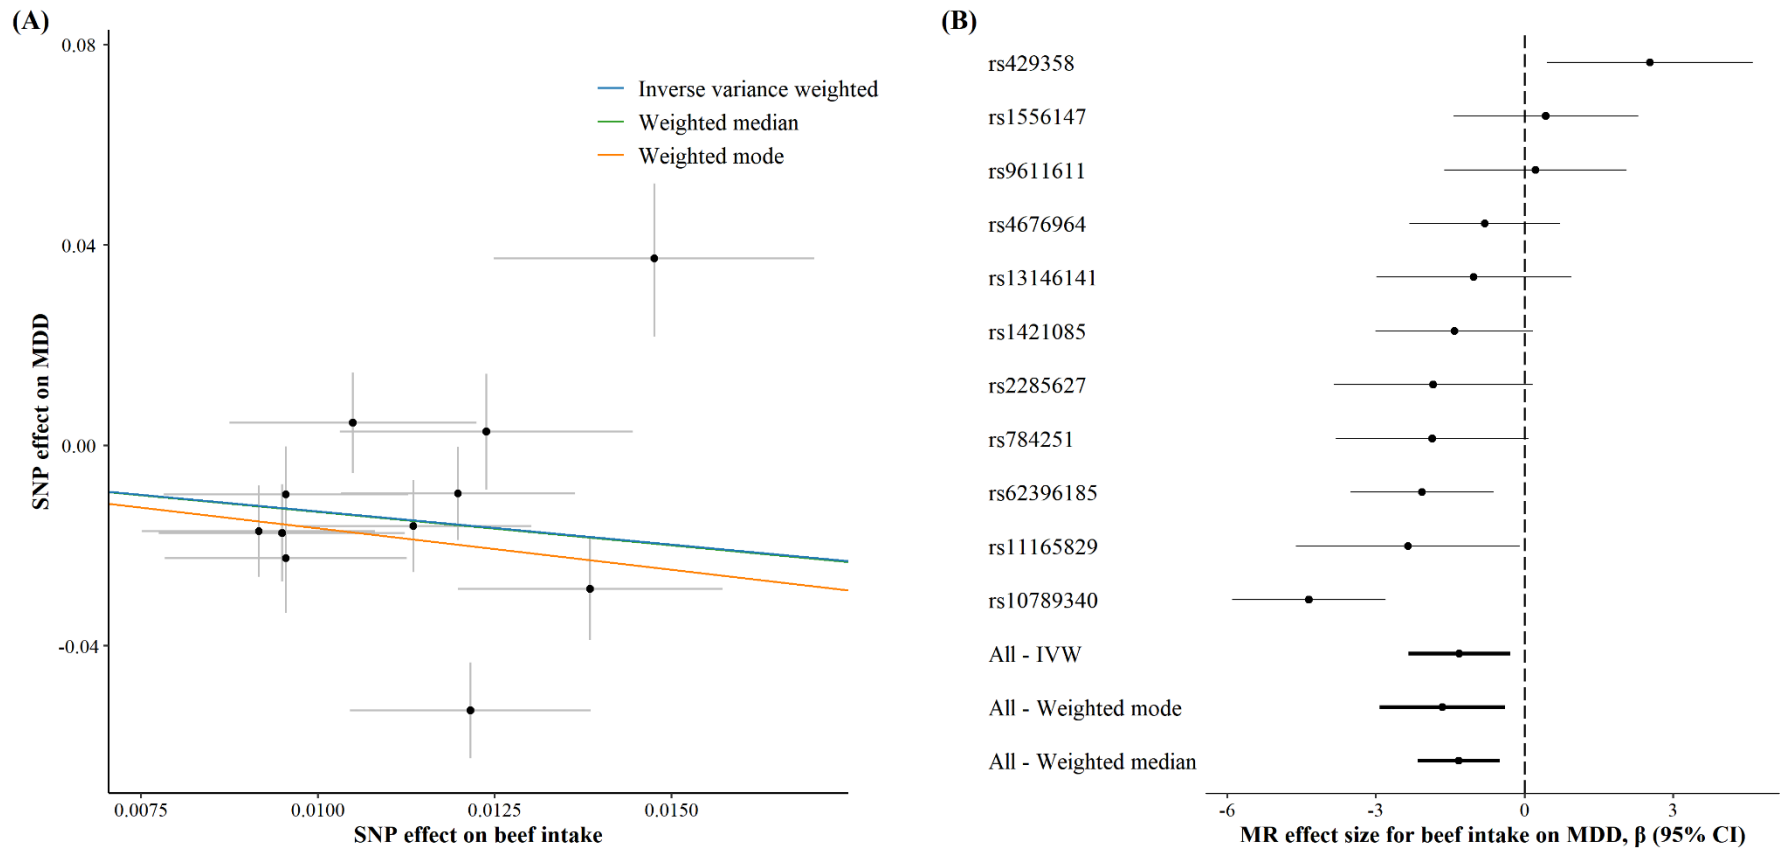 (A)
0.08
0.04
0.00
-0.04
SNP effect on MDD
Inverse variance weighted
Weighted median
Weighted mode
0.0075
0.0100
0.0125
0.0150
SNP effect on beef intake
(B)
rs429358
rs1556147
rs9611611
rs4676964
rs13146141
rs1421085
rs2285627
rs784251
rs62396185
rs11165829
rs10789340
All - IVW
All - Weighted mode
All - Weighted median
-6
-3
0
3
MR effect size for beef intake on MDD, β (95% CI)